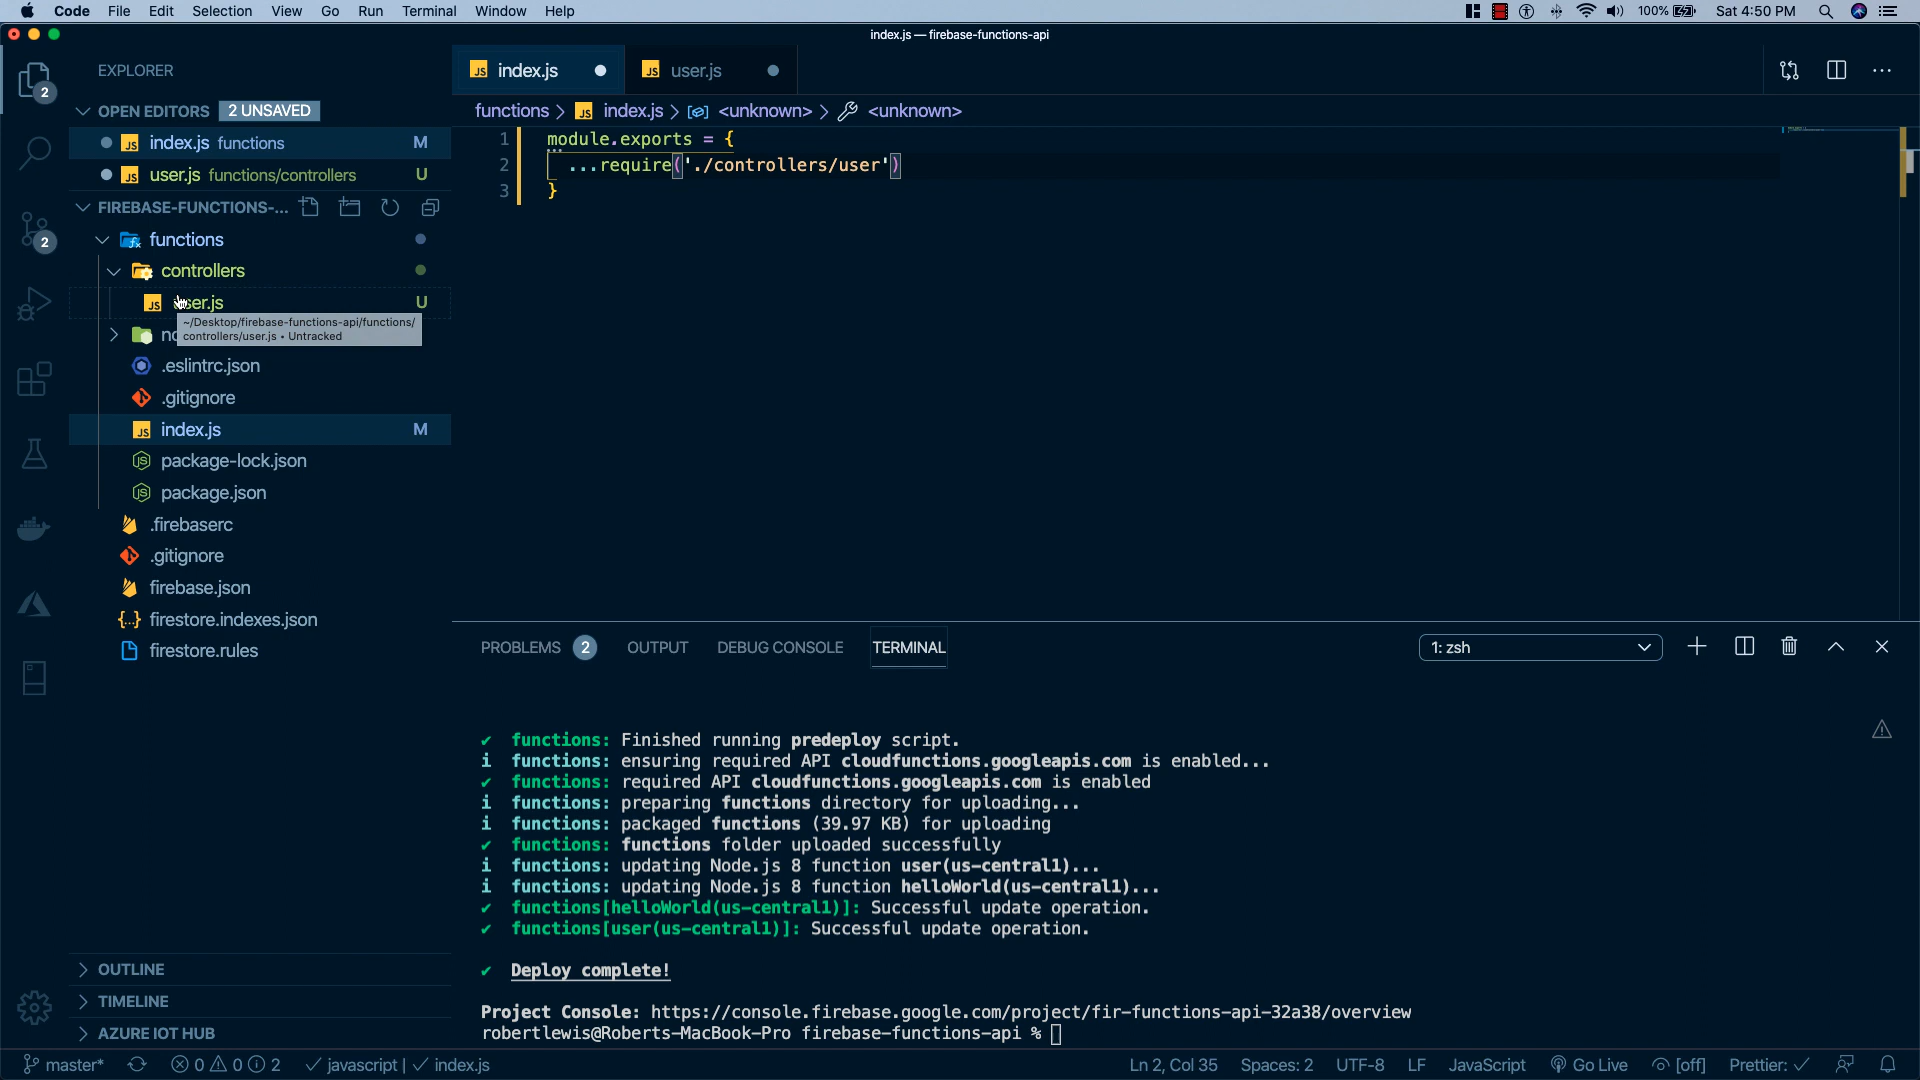 Code File Edit Selection View Go Run Terminal Window Help 100% Sat 4:50 PM
index.js — firebase-functions-api
EXPLORER
2
OPEN EDITORS 2 UNSAVED
index.js functions M
user.js functions/controllers U
FIREBASE-FUNCTIONS-...
2
functions
controllers
user.js U
~/Desktop/firebase-functions-api/functions/
controllers/user.js • Untracked
.eslintrc.json
.gitignore
index.js M
package-lock.json
package.json
.firebaserc
.gitignore
firebase.json
firestore.indexes.json
firestore.rules
OUTLINE
TIMELINE
AZURE IOT HUB
index.js user.js
functions > index.js > <unknown> > <unknown>
1 module.exports = {
2 ...require('./controllers/user')
3 }
PROBLEMS 2 OUTPUT DEBUG CONSOLE TERMINAL 1: zsh
✔ functions: Finished running predeploy script.
i functions: ensuring required API cloudfunctions.googleapis.com is enabled...
✔ functions: required API cloudfunctions.googleapis.com is enabled
i functions: preparing functions directory for uploading...
i functions: packaged functions (39.97 KB) for uploading
✔ functions: functions folder uploaded successfully
i functions: updating Node.js 8 function user(us-central1)...
i functions: updating Node.js 8 function helloWorld(us-central1)...
✔ functions[helloWorld(us-central1)]: Successful update operation.
✔ functions[user(us-central1)]: Successful update operation.
✔ Deploy complete!
Project Console: https://console.firebase.google.com/project/fir-functions-api-32a38/overview
robertlewis@Roberts-MacBook-Pro firebase-functions-api %
master* 0 0 2 ✓ javascript | ✓ index.js Ln 2, Col 35 Spaces: 2 UTF-8 LF JavaScript Go Live [off] Prettier: ✓